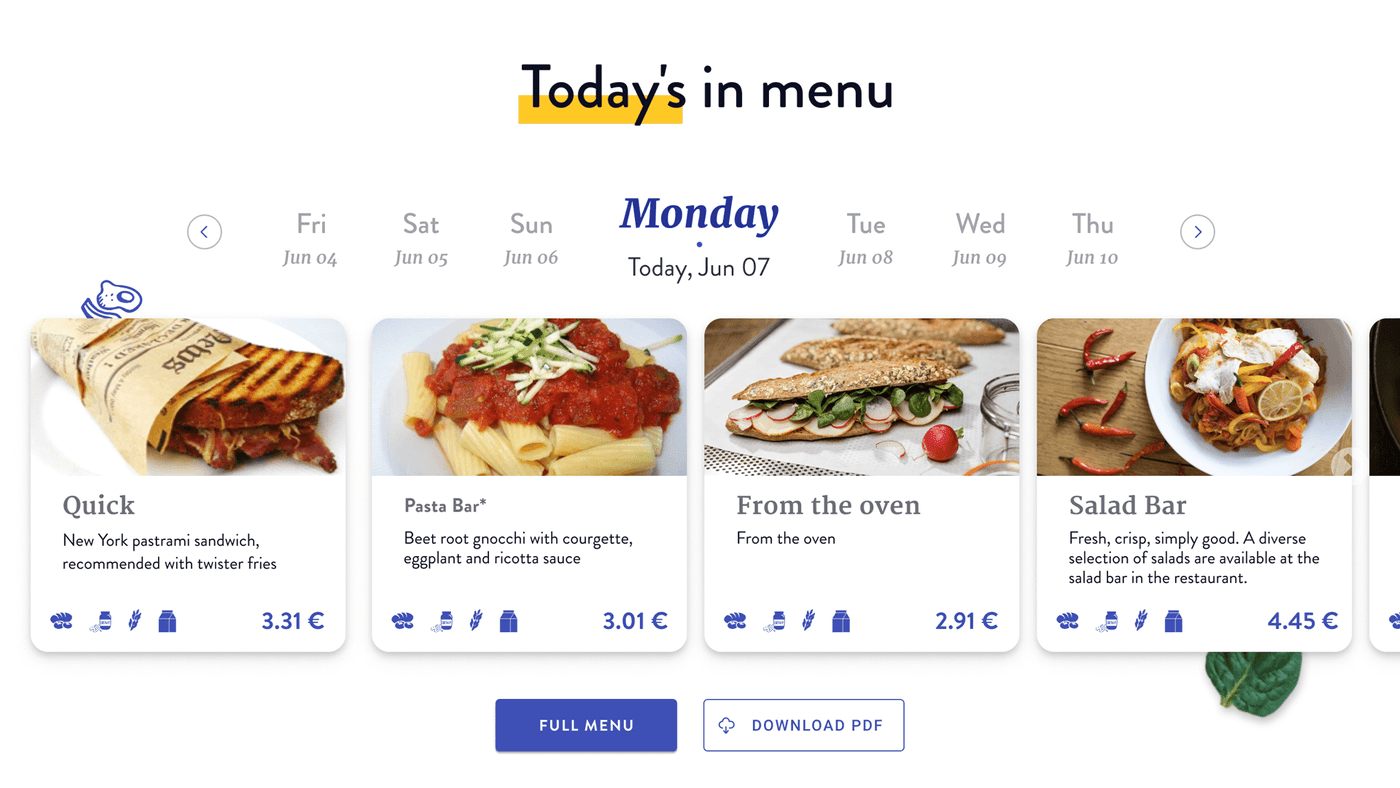 Today's in menu
Fri
Jun 04
Sat
Jun 05
Sun
Jun 06
Monday
Today, Jun 07
Tue
Jun 08
Wed
Jun 09
Thu
Jun 10
Quick
New York pastrami sandwich,
recommended with twister fries
3.31 €
Pasta Bar*
Beet root gnocchi with courgette,
eggplant and ricotta sauce
3.01 €
From the oven
From the oven
2.91 €
Salad Bar
Fresh, crisp, simply good. A diverse
selection of salads are available at the
salad bar in the restaurant.
4.45 €
FULL MENU
DOWNLOAD PDF